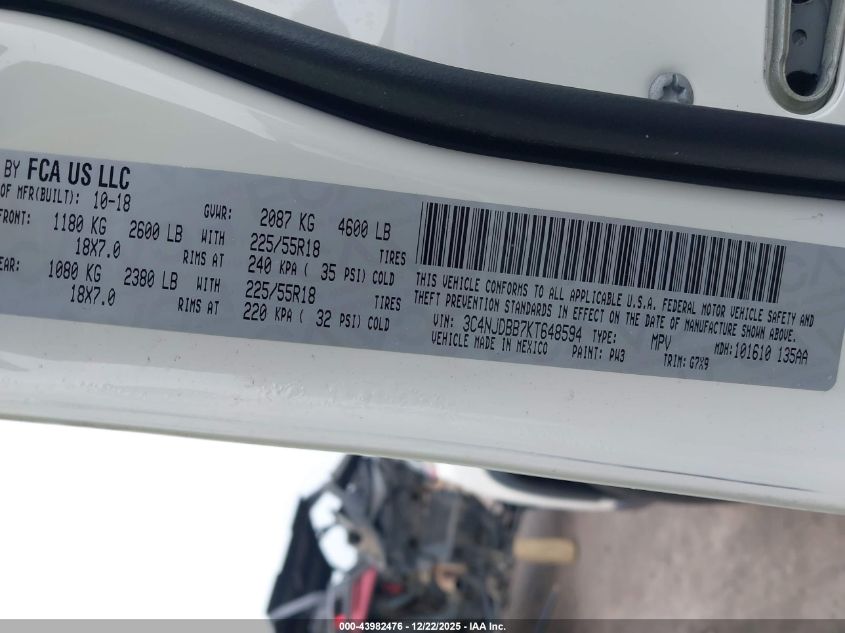 BY FCA US LLC
OF MFR(BUILT): 10-18 GVWR: 2087 KG 4600 LB
FRONT: 1180 KG 2600 LB WITH 225/55R18 TIRES
18X7.0 RIMS AT 240 KPA ( 35 PSI) COLD
EAR: 1080 KG 2380 LB WITH 225/55R18 TIRES
18X7.0 RIMS AT 220 KPA ( 32 PSI) COLD
THIS VEHICLE CONFORMS TO ALL APPLICABLE U.S.A. FEDERAL MOTOR VEHICLE SAFETY AND
THEFT PREVENTION STANDARDS IN EFFECT ON THE DATE OF MANUFACTURE SHOWN ABOVE.
VIN: 3C4NJDBB7KT648594 TYPE: MPV MDH:101610 135AA
VEHICLE MADE IN MEXICO PAINT: PW3 TRIM: G7X9
000-43982476 - 12/22/2025 - IAA Inc.